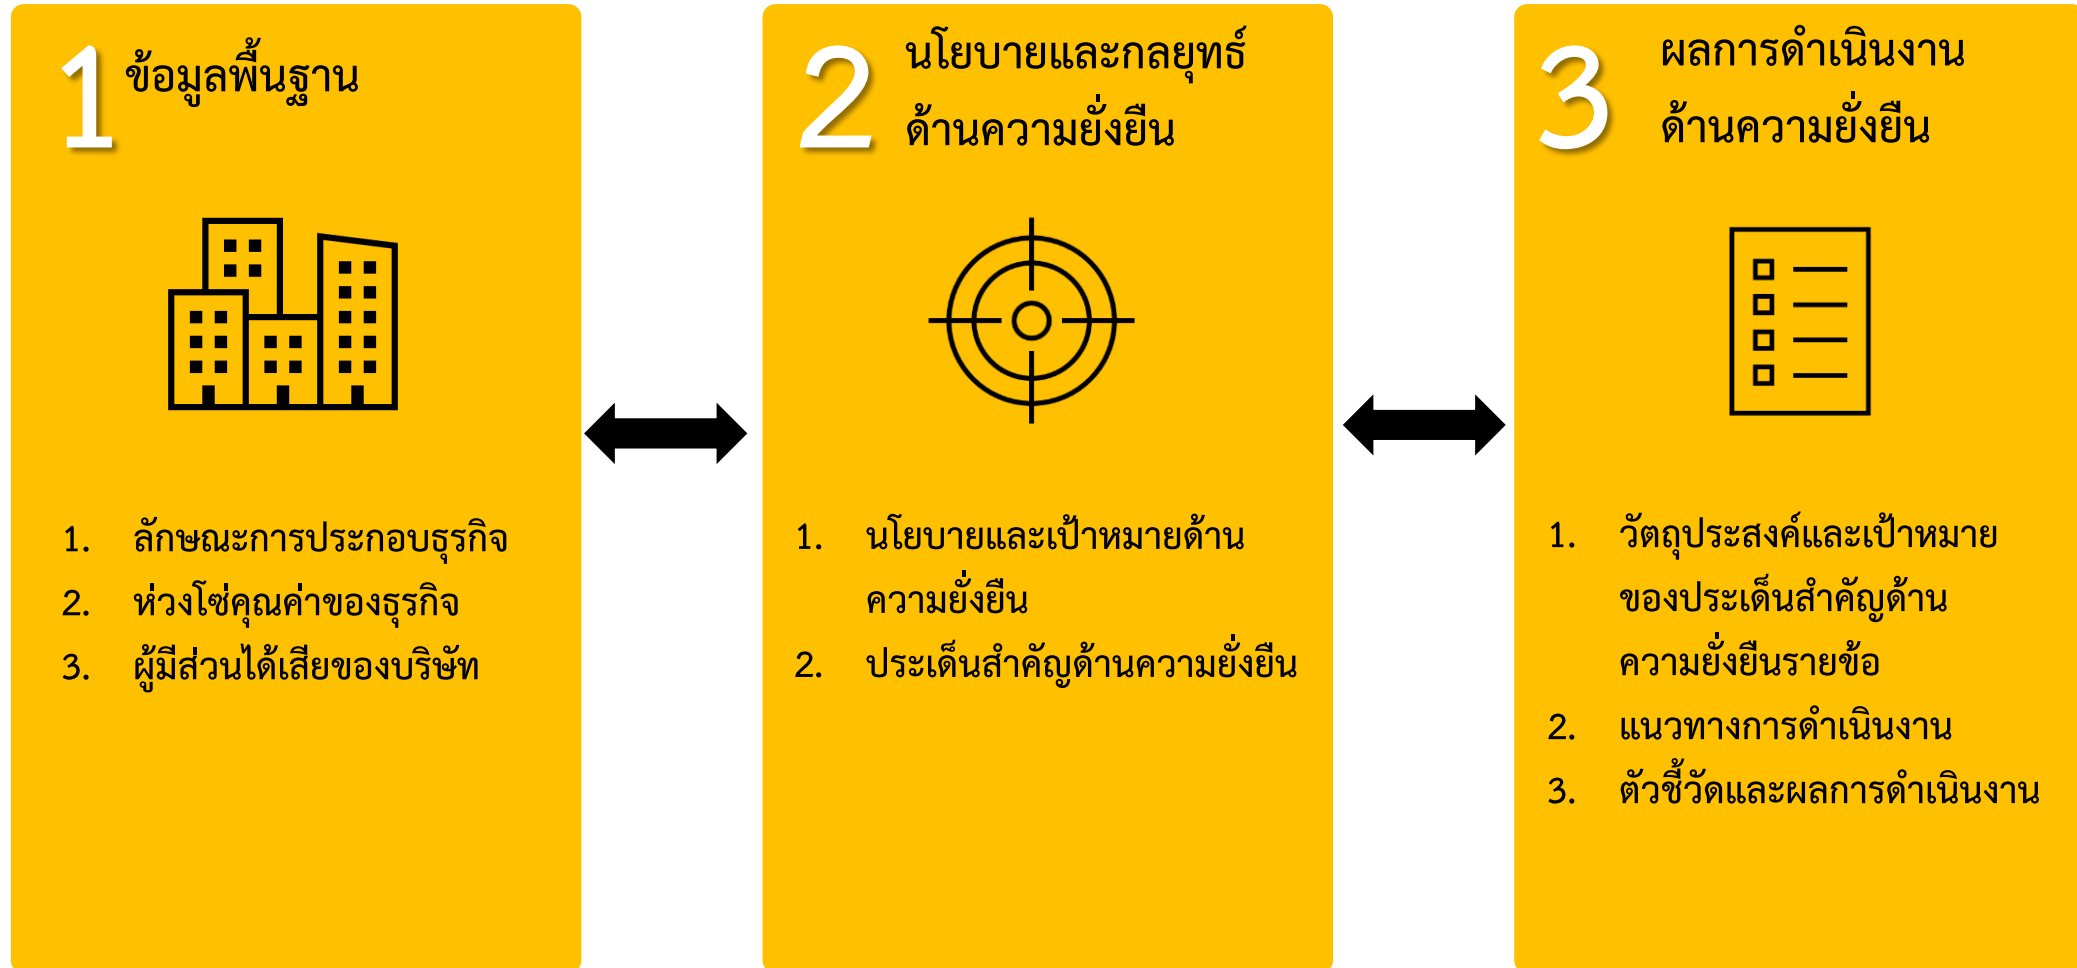 1
ข้อมูลพื้นฐาน
1. ลักษณะการประกอบธุรกิจ
2. ห่วงโซ่คุณค่าของธุรกิจ
3. ผู้มีส่วนได้เสียของบริษัท
2
นโยบายและกลยุทธ์
ด้านความยั่งยืน
1. นโยบายและเป้าหมายด้าน
ความยั่งยืน
2. ประเด็นสำคัญด้านความยั่งยืน
3
ผลการดำเนินงาน
ด้านความยั่งยืน
1. วัตถุประสงค์และเป้าหมาย
ของประเด็นสำคัญด้าน
ความยั่งยืนรายข้อ
2. แนวทางการดำเนินงาน
3. ตัวชี้วัดและผลการดำเนินงาน